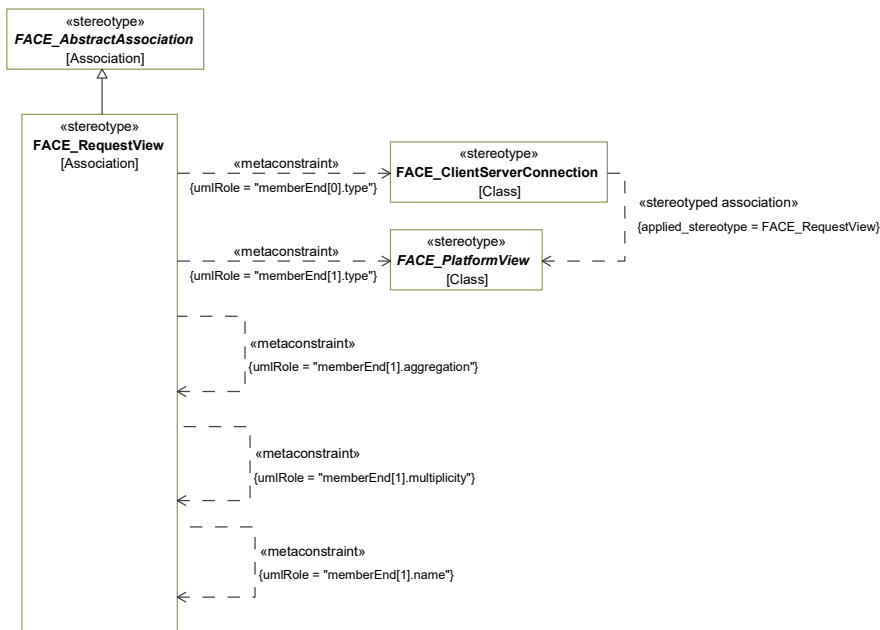 «stereotype»
FACE_AbstractAssociation
[Association]
«stereotype»
FACE_RequestView
[Association]
«metaconstraint»
{umlRole = "memberEnd[0].type"}
«stereotype»
FACE_ClientServerConnection
[Class]
«stereotyped association»
{applied_stereotype = FACE_RequestView}
«metaconstraint»
{umlRole = "memberEnd[1].type"}
«stereotype»
FACE_PlatformView
[Class]
«metaconstraint»
{umlRole = "memberEnd[1].aggregation"}
«metaconstraint»
{umlRole = "memberEnd[1].multiplicity"}
«metaconstraint»
{umlRole = "memberEnd[1].name"}